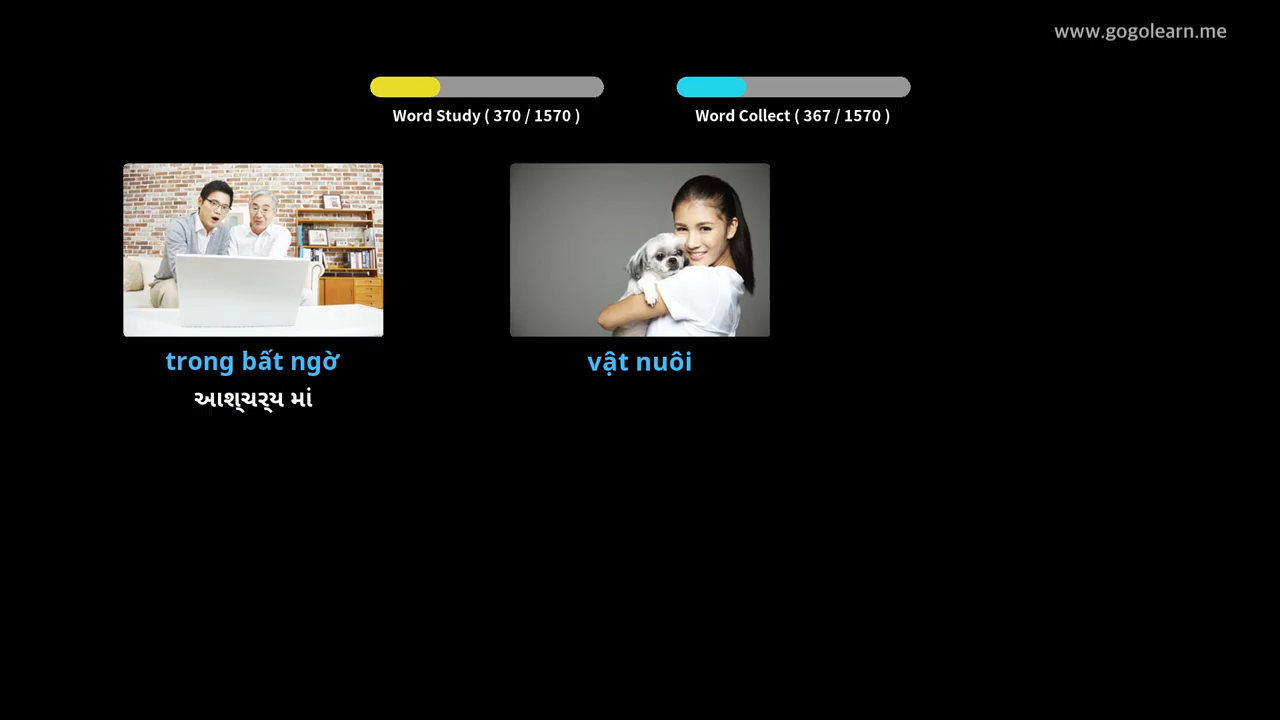 www.gogolearn.me
Word Study ( 370 / 1570 )
Word Collect ( 367 / 1570 )
trong bất ngờ
આશ્ચર્ય માં
vật nuôi